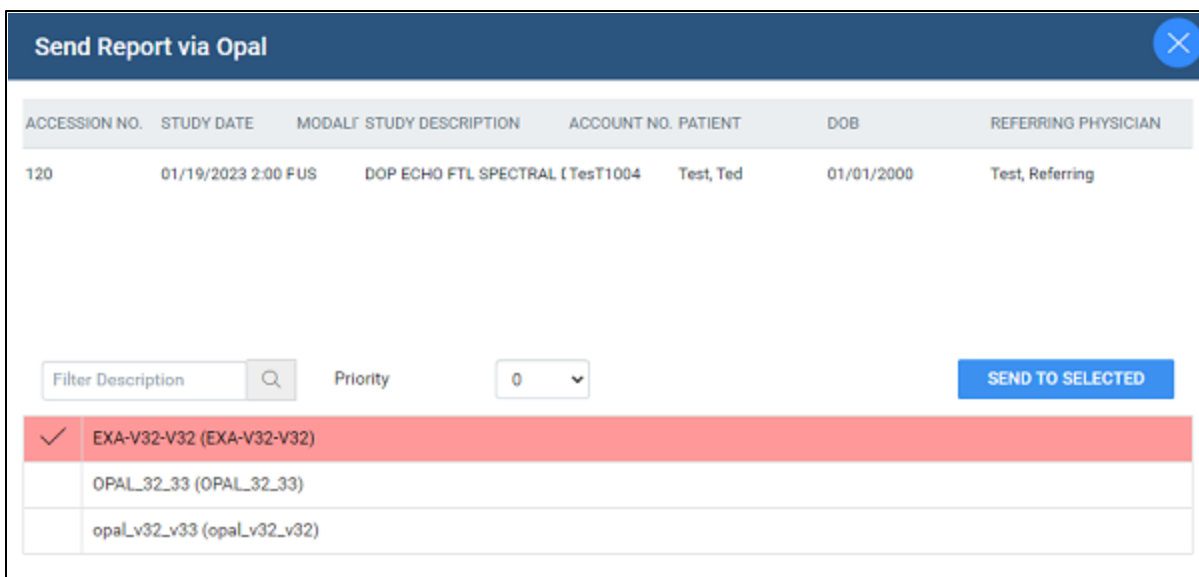 Send Report via Opal
ACCESSION NO. STUDY DATE MODALIT STUDY DESCRIPTION ACCOUNT NO. PATIENT DOB REFERRING PHYSICIAN
120 01/19/2023 2:00 F US DOP ECHO FTL SPECTRAL D TesT1004 Test, Ted 01/01/2000 Test, Referring
Filter Description Priority 0 SEND TO SELECTED
EXA-V32-V32 (EXA-V32-V32)
OPAL_32_33 (OPAL_32_33)
opal_v32_v33 (opal_v32_v32)